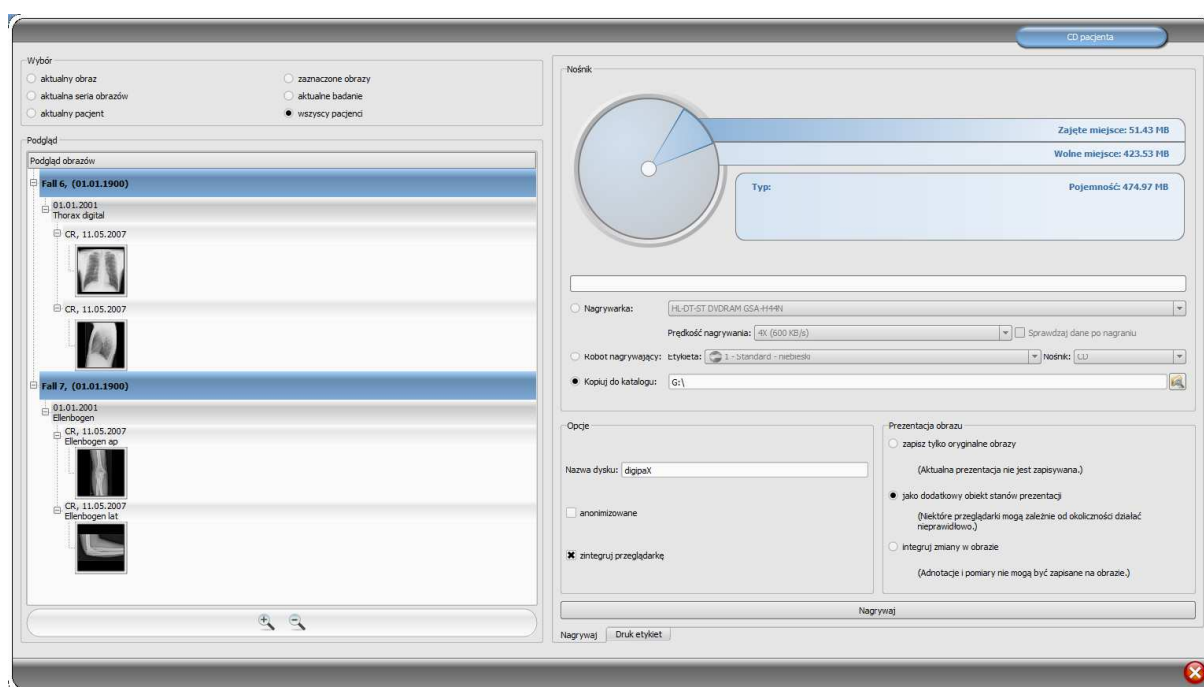 CD pacjenta
Wybór
aktualny obraz
zaznaczone obrazy
aktualna seria obrazów
aktualne badanie
aktualny pacjent
wszyscy pacjenci
Podgląd
Podgląd obrazów
Fall 6, (01.01.1900)
01.01.2001
Thorax digital
CR, 11.05.2007
CR, 11.05.2007
Fall 7, (01.01.1900)
01.01.2001
Ellenbogen
CR, 11.05.2007
Ellenbogen ap
CR, 11.05.2007
Ellenbogen lat
Nośnik
Zajęte miejsce: 51.43 MB
Wolne miejsce: 423.53 MB
Typ:
Pojemność: 474.97 MB
Nagrywarka: HL-DT-ST DVDRAM GSA-H44N
Prędkość nagrywania: 4X (600 KB/s) Sprawdzaj dane po nagraniu
Robot nagrywający: Etykieta: 1 - Standard - niebieski Nośnik: CD
Kopiuj do katalogu: G:\
Opcje
Nazwa dysku: digipaX
anonimizowane
zintegruj przeglądarkę
Prezentacja obrazu
zapisz tylko oryginalne obrazy
(Aktualna prezentacja nie jest zapisywana.)
jako dodatkowy obiekt stanów prezentacji
(Niektóre przeglądarki mogą zależnie od okoliczności działać
nieprawidłowo.)
integruj zmiany w obrazie
(Adnotacje i pomiary nie mogą być zapisane na obrazie.)
Nagrywaj
Nagrywaj Druk etykiet